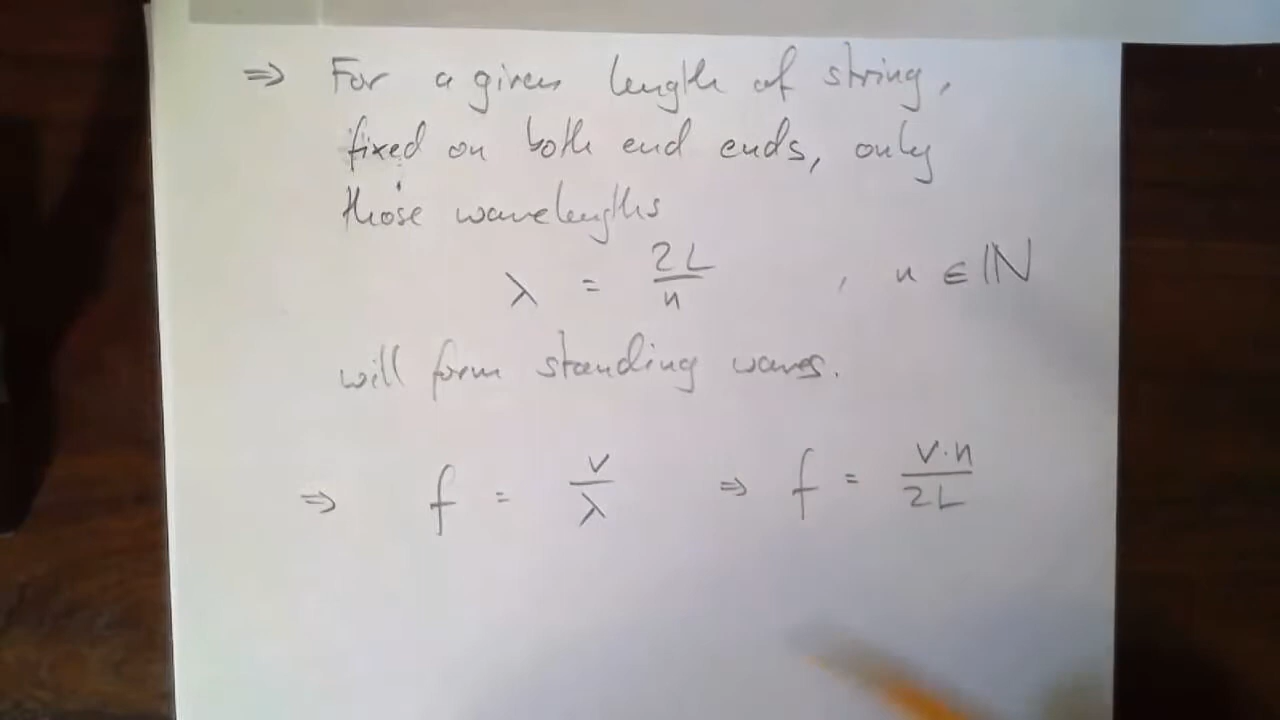 ⇒ For a given length of string,
fixed on both end ends, only
those wavelengths
λ = 2L/n , n ∈ ℕ
will form standing waves.
⇒ f = v/λ ⇒ f = v·n/2L